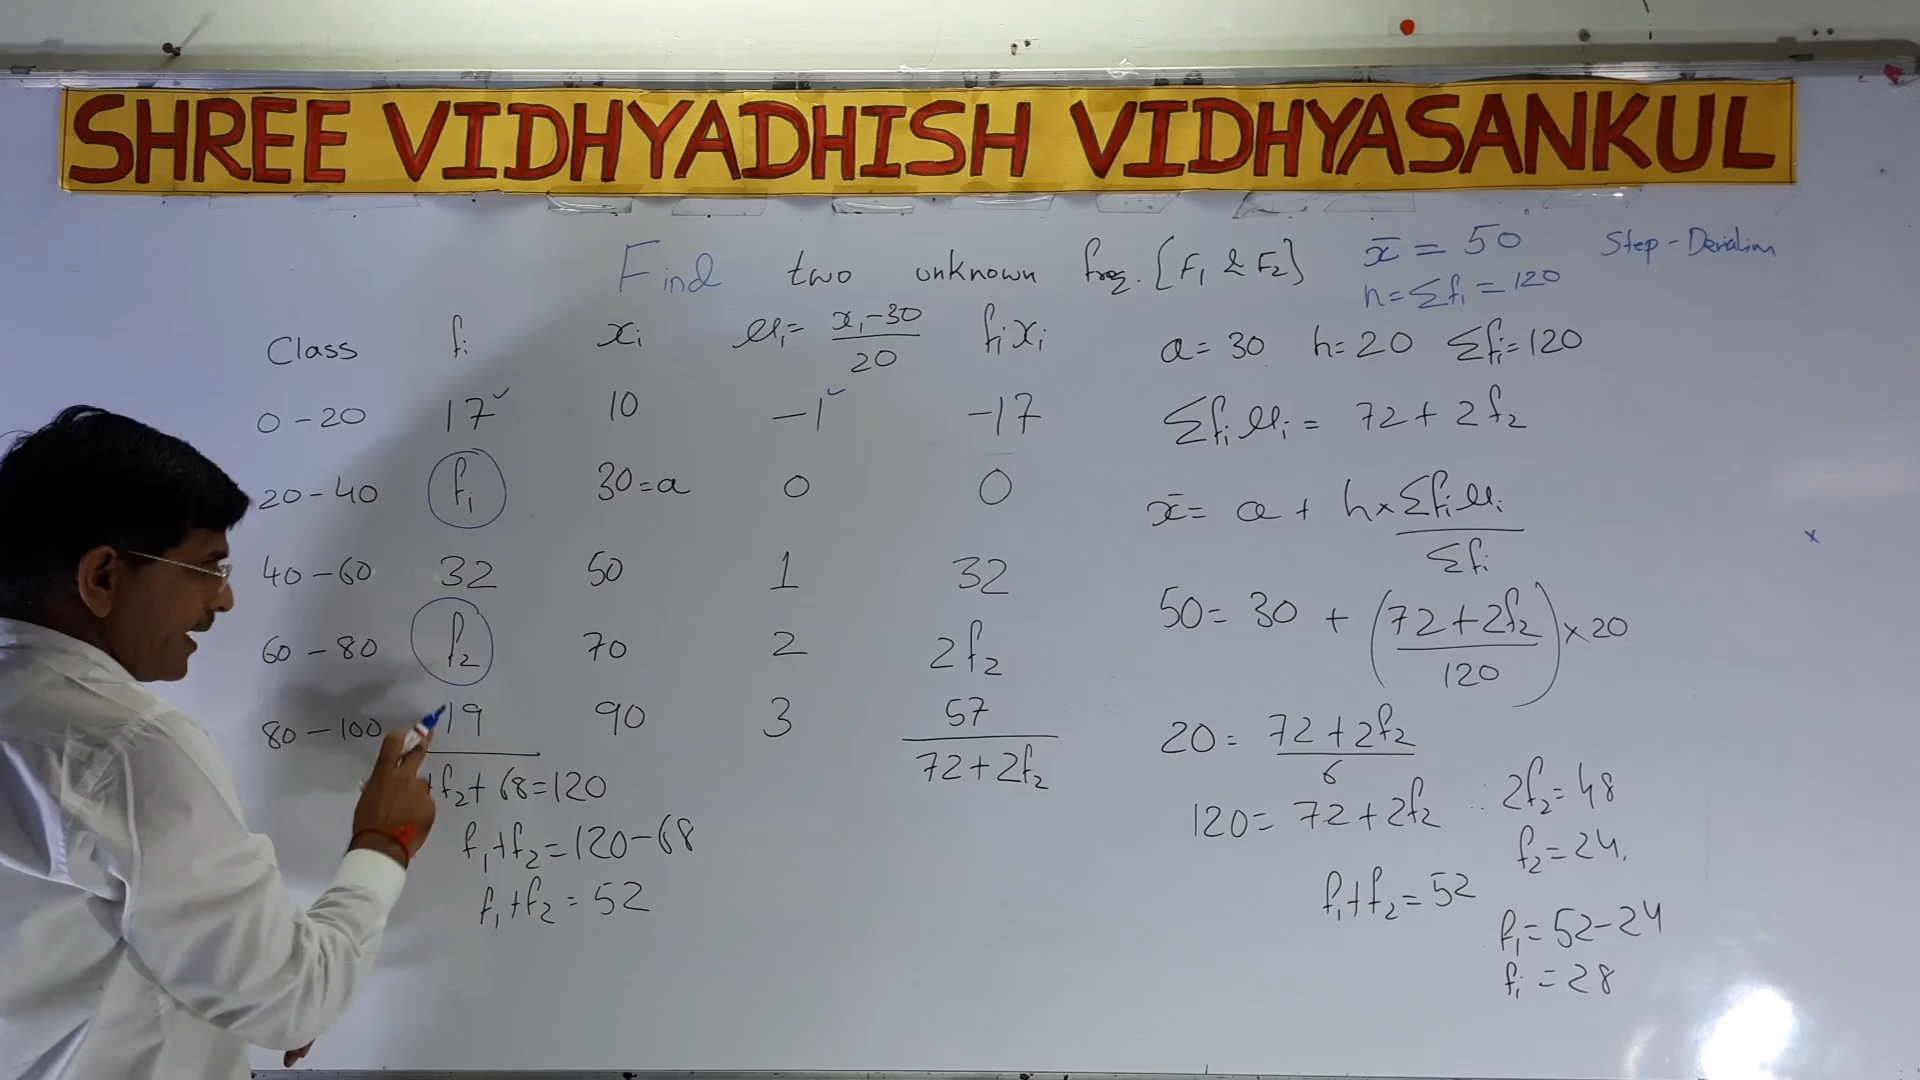 SHREE VIDHYADHISH VIDHYASANKUL
Find two unknown freq. [F₁ & F₂]
x̄ = 50
Step-Deviation
n = Σfᵢ = 120
Class fᵢ xᵢ uᵢ = (xᵢ-30)/20 fᵢxᵢ
0-20 17 10 -1 -17
20-40 f₁ 30=a 0 0
40-60 32 50 1 32
60-80 f₂ 70 2 2f₂
80-100 19 90 3 57
72+2f₂
+f₂+68=120
f₁+f₂=120-68
f₁+f₂=52
a=30 h=20 Σfᵢ=120
Σfᵢuᵢ = 72+2f₂
x̄ = a + h × Σfᵢuᵢ/Σfᵢ
50 = 30 + (72+2f₂/120) × 20
20 = 72+2f₂/6
120 = 72+2f₂
∴ 2f₂=48
f₂=24.
f₁+f₂=52
f₁=52-24
f₁=28
x